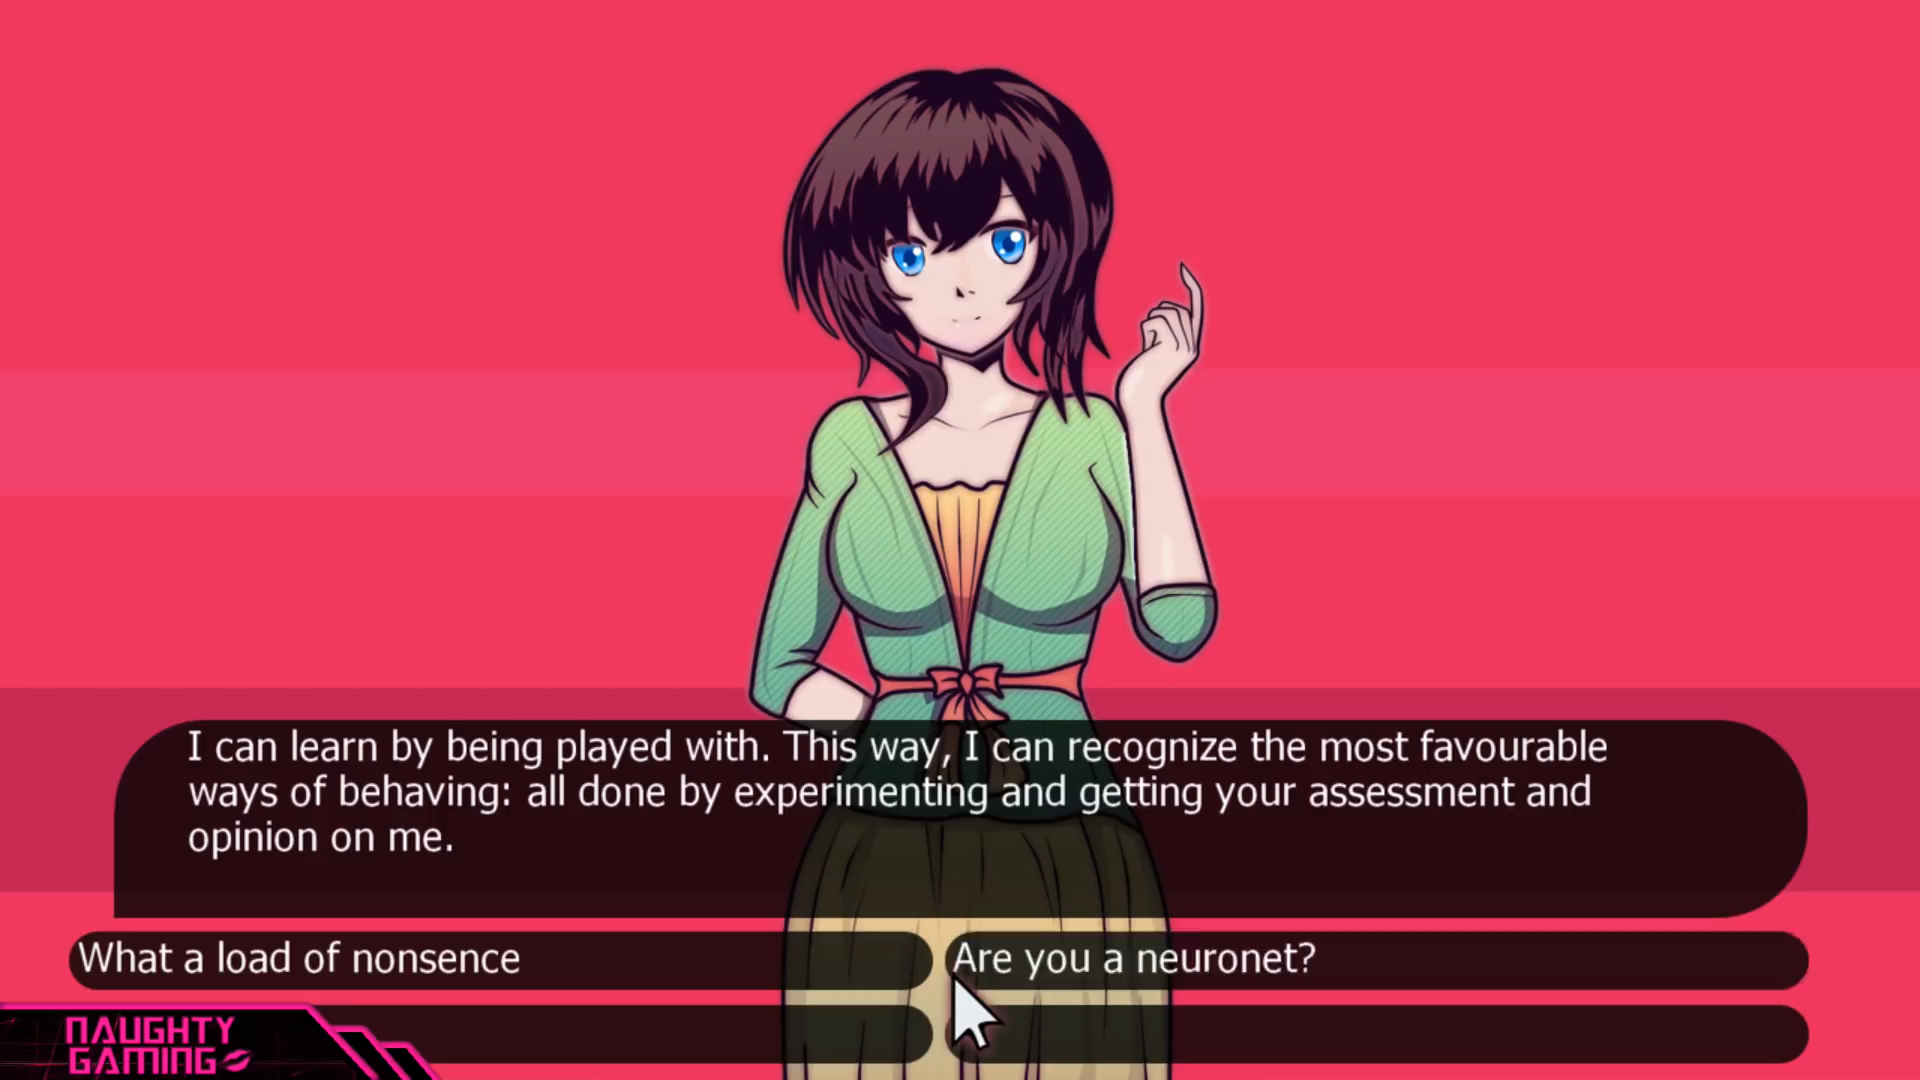 I can learn by being played with. This way, I can recognize the most favourable
ways of behaving: all done by experimenting and getting your assessment and
opinion on me.
What a load of nonsence
Are you a neuronet?
NAUGHTY
GAMING